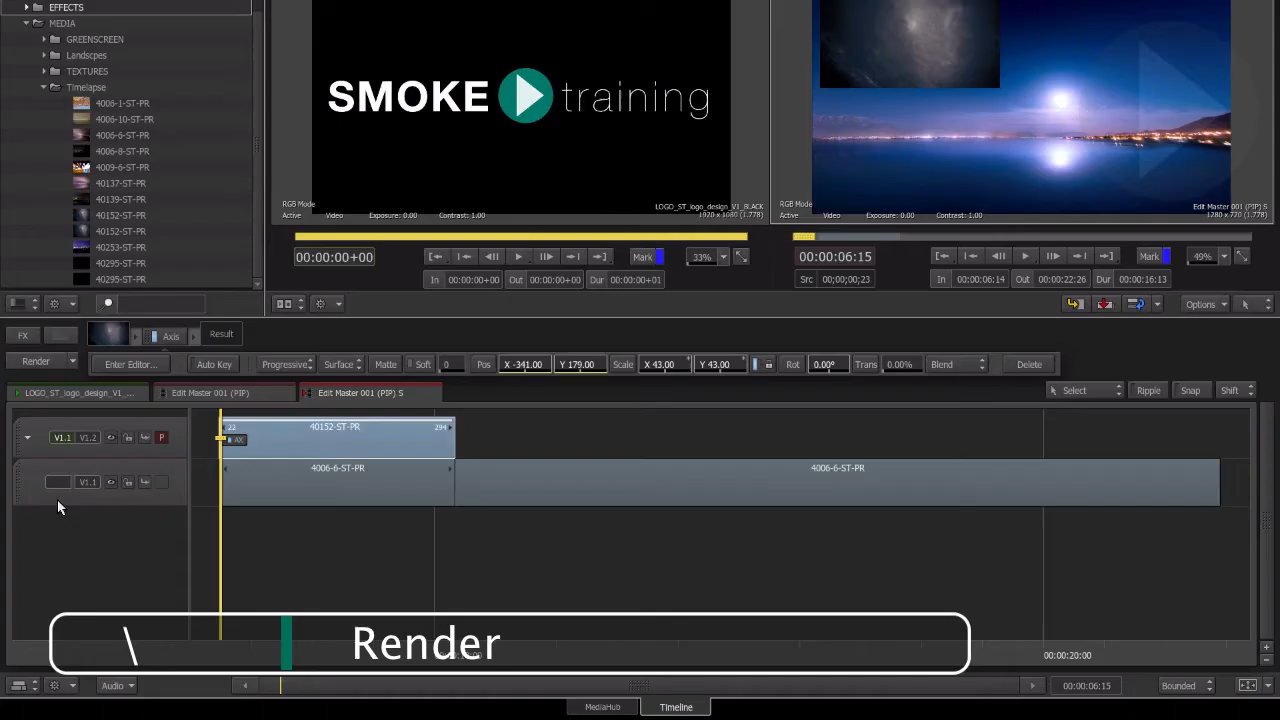 EFFECTS
MEDIA
GREENSCREEN
Landscpes
TEXTURES
Timelapse
4006-1-ST-PR
4006-10-ST-PR
4006-6-ST-PR
4006-8-ST-PR
4009-6-ST-PR
40137-ST-PR
40139-ST-PR
40152-ST-PR
40152-ST-PR
40253-ST-PR
40295-ST-PR
40295-ST-PR
SMOKE training
RGB Mode
LOGO_ST_logo_design_V1_BLACK
Active Video Exposure: 0.00 Contrast: 1.00 1920 x 1080 (1.778)
00:00:00+00 Mark 33%
In 00:00:00+00 Out 00:00:00+01 Dur 00:00:00+01
RGB Mode Edit Master 001 (PIP) S
Active Video Exposure: 0.00 Contrast: 1.00 1280 x 720 (1.778)
00:00:06:15 Mark 49%
Src 00;00;00;23 In 00:00:06:14 Out 00:00:22:26 Dur 00:00:16:13
Options
FX Axis Result
Render Enter Editor... Auto Key Progressive Surface Matte Soft 0 Pos X -341.00 Y 179.00 Scale X 43.00 Y 43.00 Rot 0.00° Trans 0.00% Blend Delete
LOGO_ST_logo_design_V1_... Edit Master 001 (PIP) Edit Master 001 (PIP) S Select Ripple Snap Shift
V1.1 V1.2 P 22 40152-ST-PR 294
AX
V1.1 4006-6-ST-PR 4006-6-ST-PR
\ Render
00:00:20:00
Audio 00:00:06:15 Bounded
MediaHub Timeline